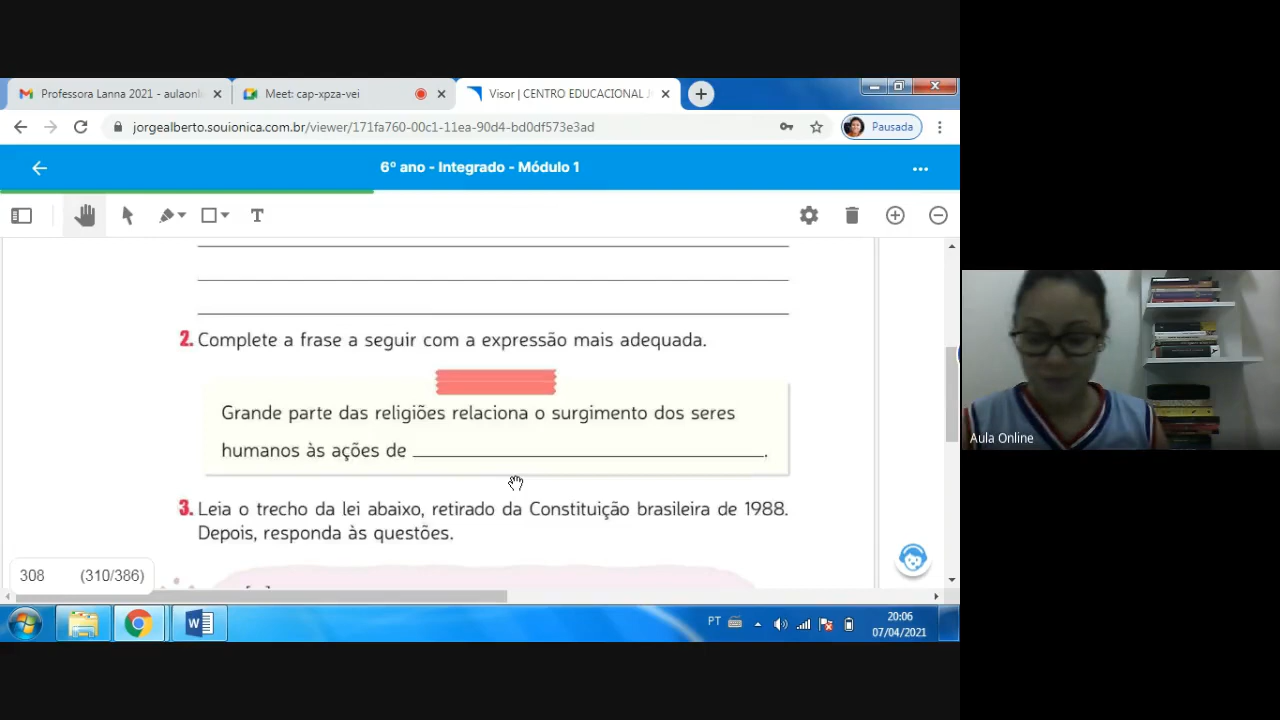 Professora Lanna 2021 - aulaonl
Meet: cap-xpza-vei
Visor | CENTRO EDUCACIONAL J
jorgealberto.souionica.com.br/viewer/171fa760-00c1-11ea-90d4-bd0df573e3ad
Pausada
6º ano - Integrado - Módulo 1
T
2. Complete a frase a seguir com a expressão mais adequada.
Grande parte das religiões relaciona o surgimento dos seres
humanos às ações de ______.
3. Leia o trecho da lei abaixo, retirado da Constituição brasileira de 1988.
Depois, responda às questões.
308 (310/386)
Aula Online
PT
20:06
07/04/2021